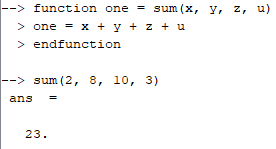 --> function one = sum(x, y, z, u)
> one = x + y + z + u
> endfunction
--> sum(2, 8, 10, 3)
ans =
23.